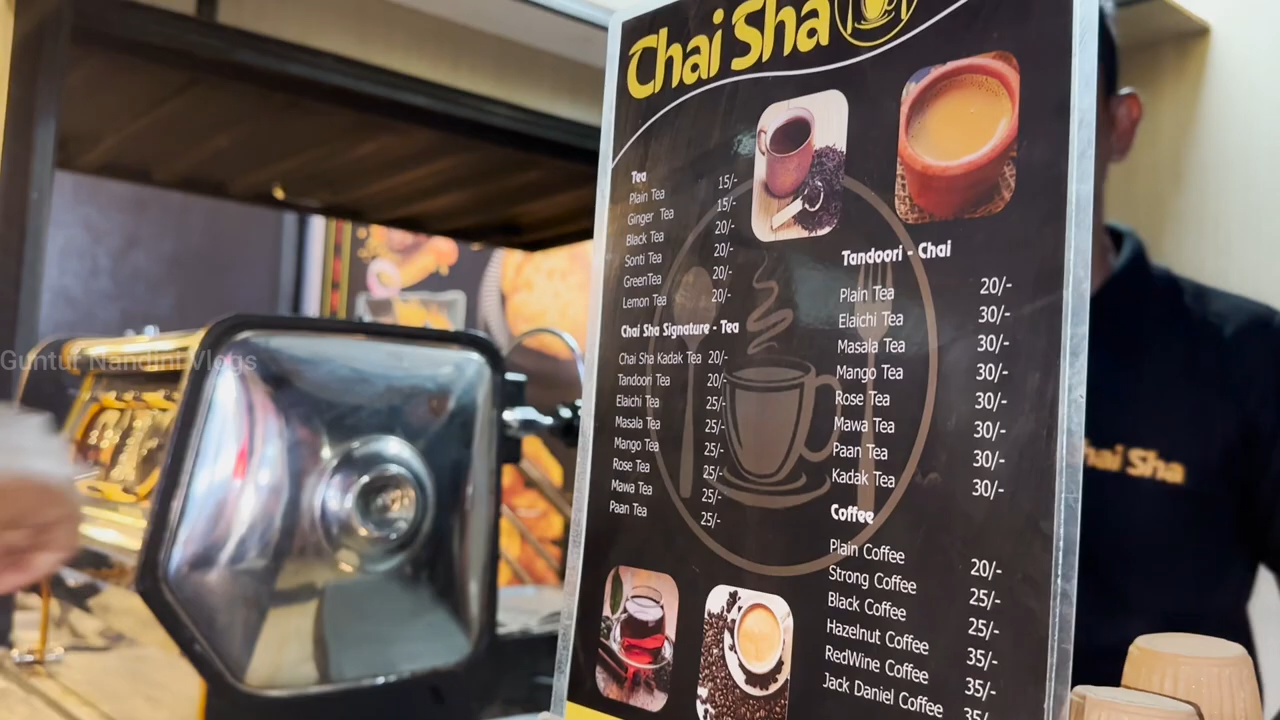 Chai Sha
Tea
Plain Tea 15/-
Ginger Tea 15/-
Black Tea 20/-
Sonti Tea 20/-
GreenTea 20/-
Lemon Tea 20/-
Chai Sha Signature - Tea
Chai Sha Kadak Tea 20/-
Tandoori Tea 20/-
Elaichi Tea 25/-
Masala Tea 25/-
Mango Tea 25/-
Rose Tea 25/-
Mawa Tea 25/-
Paan Tea 25/-
Tandoori - Chai
Plain Tea 20/-
Elaichi Tea 30/-
Masala Tea 30/-
Mango Tea 30/-
Rose Tea 30/-
Mawa Tea 30/-
Paan Tea 30/-
Kadak Tea 30/-
Coffee
Plain Coffee 20/-
Strong Coffee 25/-
Black Coffee 25/-
Hazelnut Coffee 35/-
RedWine Coffee 35/-
Jack Daniel Coffee 35/-
Chai Sha
Guntur Nandini Vlogs